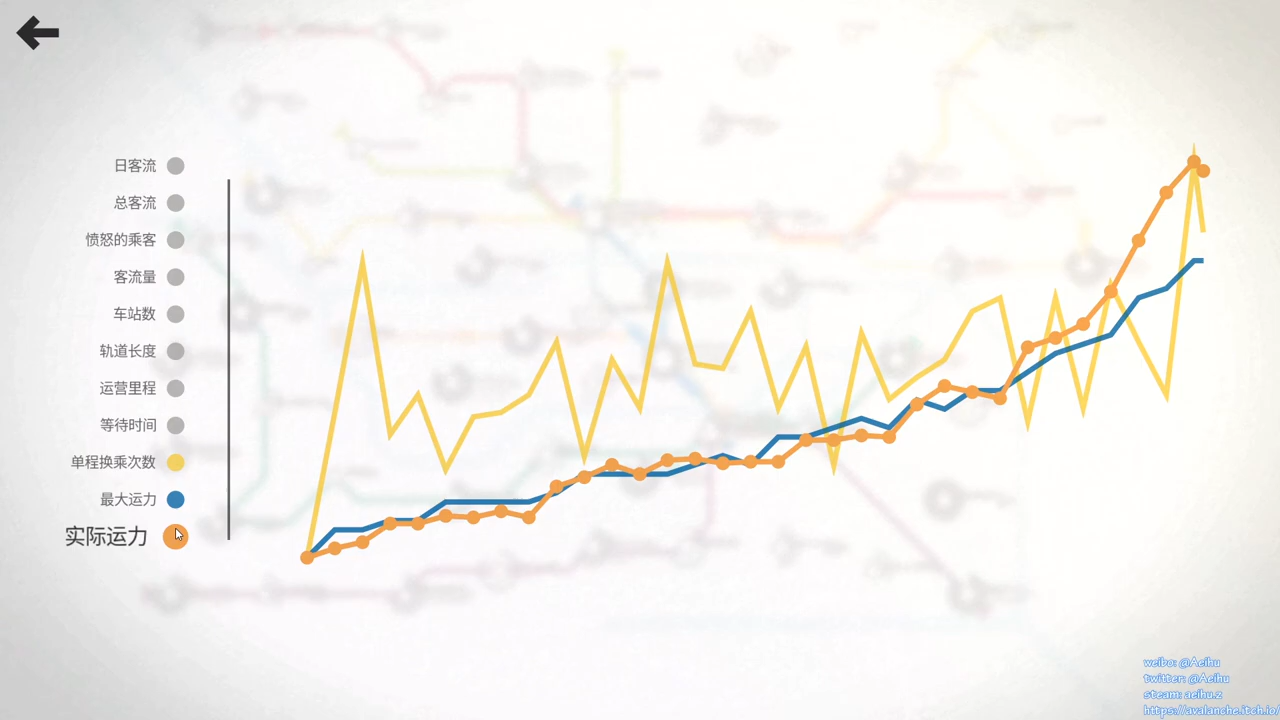 日客流
总客流
愤怒的乘客
客流量
车站数
轨道长度
运营里程
等待时间
单程换乘次数
最大运力
实际运力
weibo: @Aeihu
twitter: @Aeihu
steam: aeihu.z
https://avalanche.itch.io/